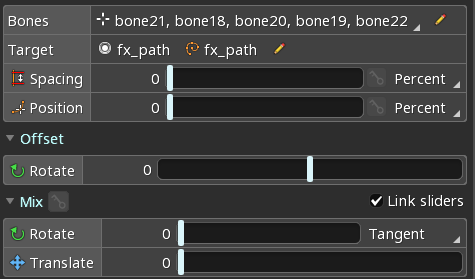 Bones bone21, bone18, bone20, bone19, bone22
Target fx_path fx_path
Spacing 0 Percent
Position 0 Percent
Offset
Rotate 0
Mix Link sliders
Rotate 0 Tangent
Translate 0